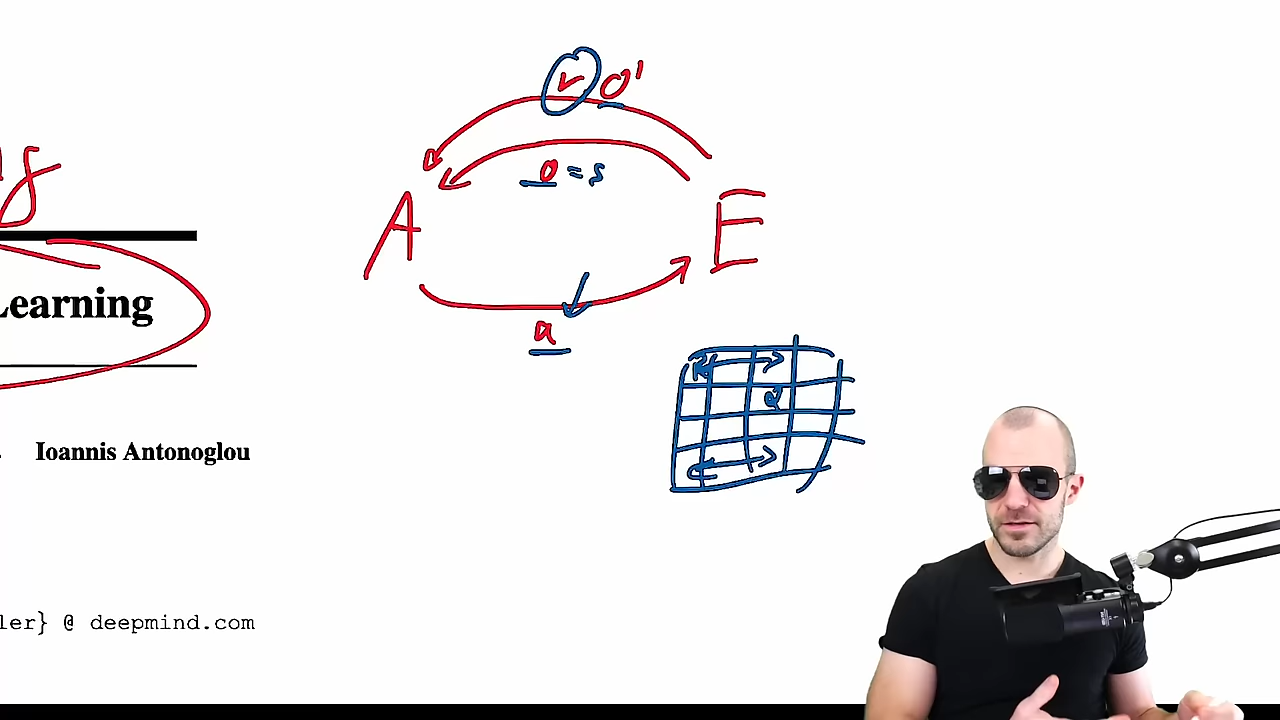 r o'
o = s
A E
Learning
a
Ioannis Antonoglou
ler} @ deepmind.com